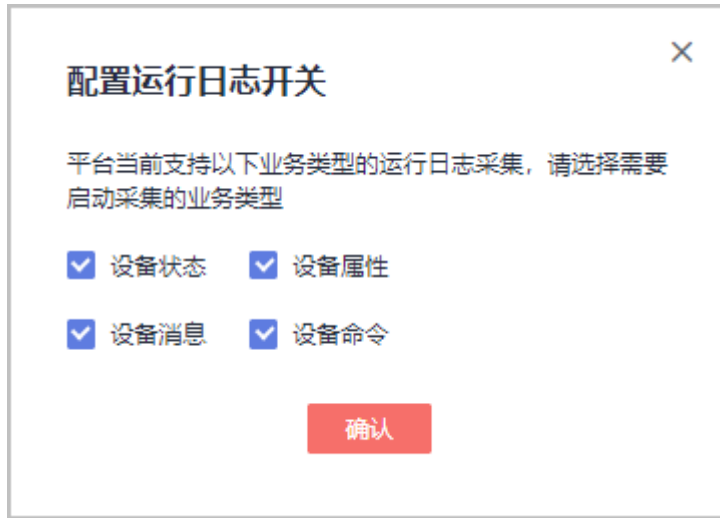 配置运行日志开关
平台当前支持以下业务类型的运行日志采集，请选择需要
启动采集的业务类型
设备状态 设备属性
设备消息 设备命令
确认